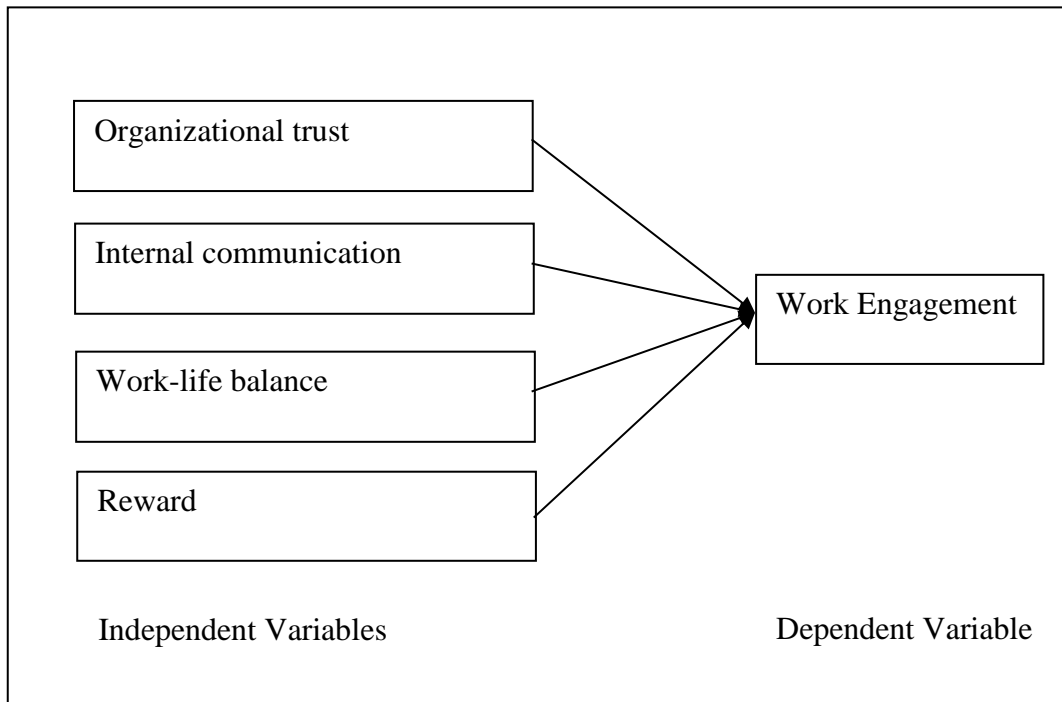 Organizational trust
Internal communication
Work-life balance
Reward
Work Engagement
Independent Variables
Dependent Variable